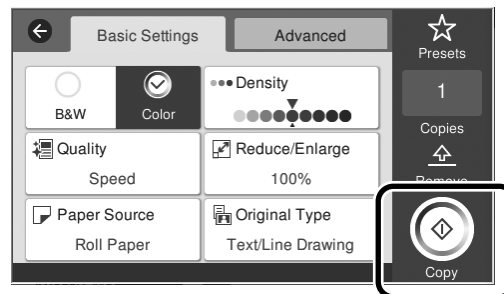 Basic Settings
Advanced
Presets
B&W
Color
Density
1
Copies
Quality
Speed
Reduce/Enlarge
100%
Remove
Paper Source
Roll Paper
Original Type
Text/Line Drawing
Copy